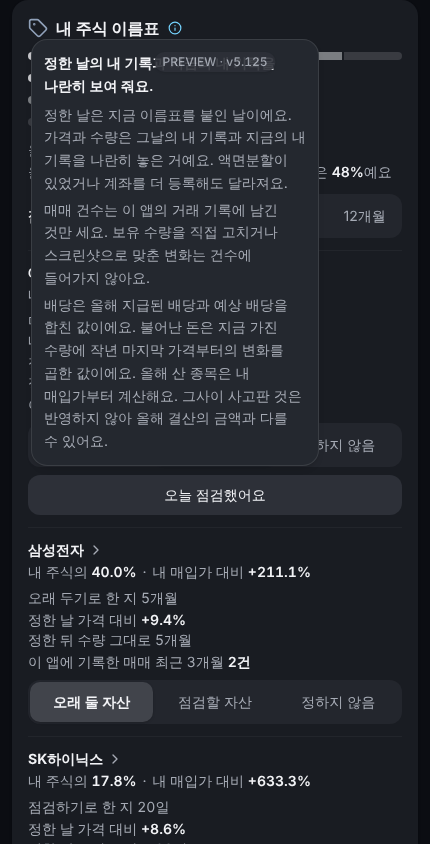 내 주식 이름표
정한 날의 내 기록
PREVIEW · v5.125
나란히 보여 줘요.
정한 날은 지금 이름표를 붙인 날이에요.
가격과 수량은 그날의 내 기록과 지금의 내
기록을 나란히 놓은 거예요. 액면분할이
있었거나 계좌를 더 등록해도 달라져요.
은 48%예요
매매 건수는 이 앱의 거래 기록에 남긴
12개월
것만 세요. 보유 수량을 직접 고치거나
스크린샷으로 맞춘 변화는 건수에
들어가지 않아요.
배당은 올해 지급된 배당과 예상 배당을
합친 값이에요. 불어난 돈은 지금 가진
수량에 작년 마지막 가격부터의 변화를
곱한 값이에요. 올해 산 종목은 내
매입가부터 계산해요. 그사이 사고판 것은
반영하지 않아 올해 결산의 금액과 다를
수 있어요.
하지 않음
오늘 점검했어요
삼성전자
내 주식의 40.0% · 내 매입가 대비 +211.1%
오래 두기로 한 지 5개월
정한 날 가격 대비 +9.4%
정한 뒤 수량 그대로 5개월
이 앱에 기록한 매매 최근 3개월 2건
오래 둘 자산 점검할 자산 정하지 않음
SK하이닉스
내 주식의 17.8% · 내 매입가 대비 +633.3%
점검하기로 한 지 20일
정한 날 가격 대비 +8.6%